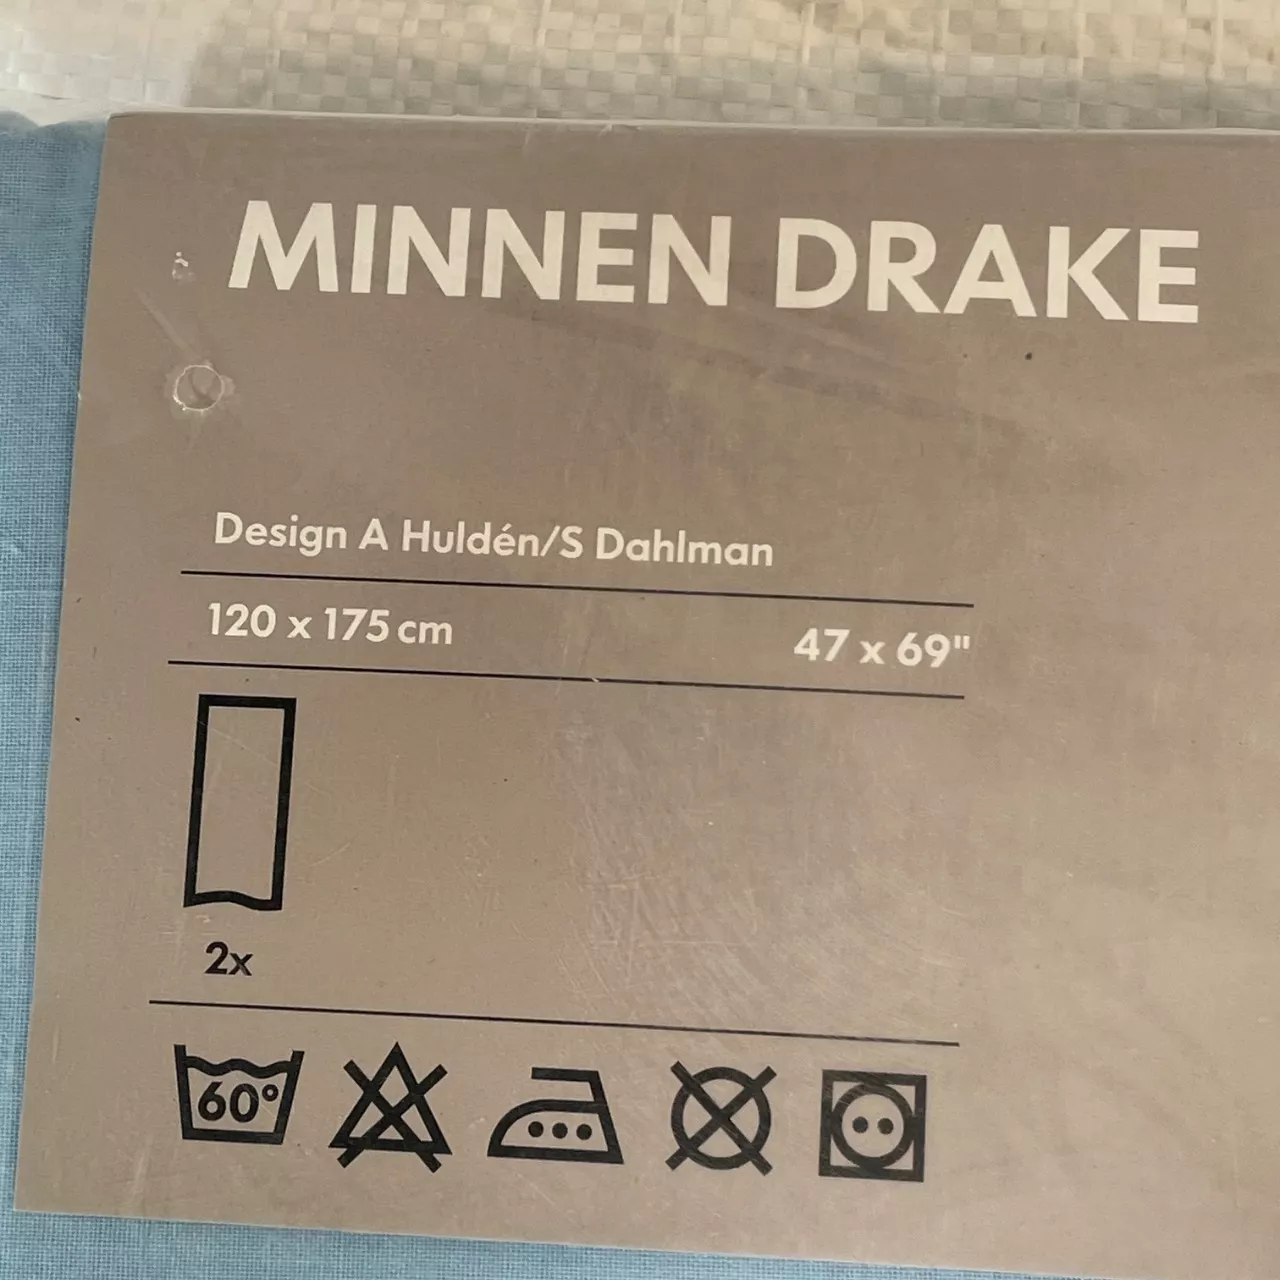 MINNEN DRAKE
Design A Huldén/S Dahlman
120 x 175 cm 47 x 69"
2x
60°